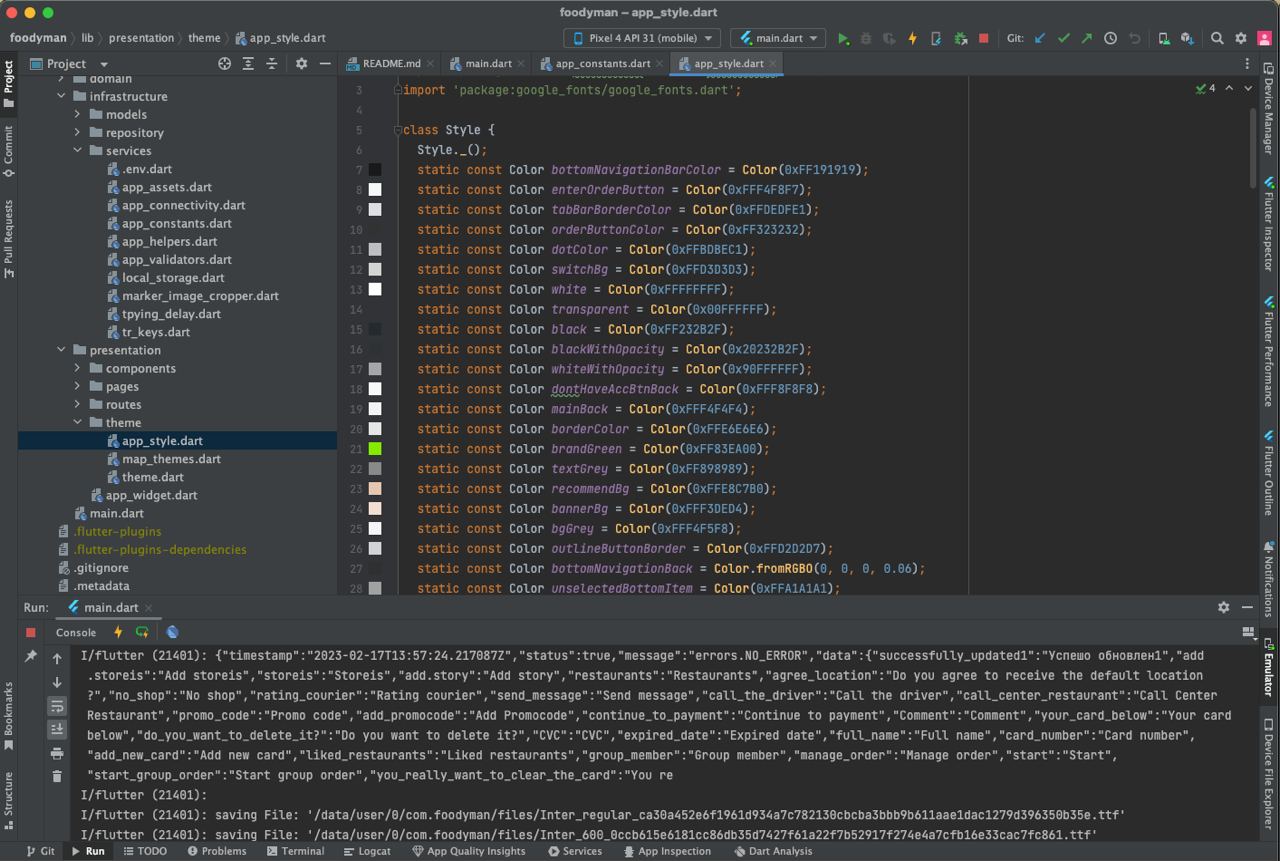 foodyman – app_style.dart
foodyman lib presentation theme app_style.dart
Pixel 4 API 31 (mobile) main.dart Git:
Project
README.md main.dart app_constants.dart app_style.dart
Project
Commit
Pull Requests
Bookmarks
Structure
domain
infrastructure
models
repository
services
.env.dart
app_assets.dart
app_connectivity.dart
app_constants.dart
app_helpers.dart
app_validators.dart
local_storage.dart
marker_image_cropper.dart
tpying_delay.dart
tr_keys.dart
presentation
components
pages
routes
theme
app_style.dart
map_themes.dart
theme.dart
app_widget.dart
main.dart
.flutter-plugins
.flutter-plugins-dependencies
.gitignore
.metadata
4
3 import 'package:google_fonts/google_fonts.dart';
4
5 class Style {
6 Style._();
7 static const Color bottomNavigationBarColor = Color(0xFF191919);
8 static const Color enterOrderButton = Color(0xFFF4F8F7);
9 static const Color tabBarBorderColor = Color(0xFFDEDFE1);
10 static const Color orderButtonColor = Color(0xFF323232);
11 static const Color dotColor = Color(0xFFBDBEC1);
12 static const Color switchBg = Color(0xFFD3D3D3);
13 static const Color white = Color(0xFFFFFFFF);
14 static const Color transparent = Color(0x00FFFFFF);
15 static const Color black = Color(0xFF232B2F);
16 static const Color blackWithOpacity = Color(0x20232B2F);
17 static const Color whiteWithOpacity = Color(0x90FFFFFF);
18 static const Color dontHaveAccBtnBack = Color(0xFFF8F8F8);
19 static const Color mainBack = Color(0xFFF4F4F4);
20 static const Color borderColor = Color(0xFFE6E6E6);
21 static const Color brandGreen = Color(0xFF83EA00);
22 static const Color textGrey = Color(0xFF898989);
23 static const Color recommendBg = Color(0xFFE8C7B0);
24 static const Color bannerBg = Color(0xFFF3DED4);
25 static const Color bgGrey = Color(0xFFF4F5F8);
26 static const Color outlineButtonBorder = Color(0xFFD2D2D7);
27 static const Color bottomNavigationBack = Color.fromRGBO(0, 0, 0, 0.06);
28 static const Color unselectedBottomItem = Color(0xFFA1A1A1);
Device Manager
Flutter Inspector
Flutter Performance
Flutter Outline
Notifications
Emulator
Device File Explorer
Run: main.dart
Console
I/flutter (21401): {"timestamp":"2023-02-17T13:57:24.217087Z","status":true,"message":"errors.NO_ERROR","data":{"successfully_updated1":"Успешо обновлен1","add
.storeis":"Add storeis","storeis":"Storeis","add.story":"Add story","restaurants":"Restaurants","agree_location":"Do you agree to receive the default location
?","no_shop":"No shop","rating_courier":"Rating courier","send_message":"Send message","call_the_driver":"Call the driver","call_center_restaurant":"Call Center
Restaurant","promo_code":"Promo code","add_promocode":"Add Promocode","continue_to_payment":"Continue to payment","Comment":"Comment","your_card_below":"Your card
below","do_you_want_to_delete_it?":"Do you want to delete it?","CVC":"CVC","expired_date":"Expired date","full_name":"Full name","card_number":"Card number",
"add_new_card":"Add new card","liked_restaurants":"Liked restaurants","group_member":"Group member","manage_order":"Manage order","start":"Start",
"start_group_order":"Start group order","you_really_want_to_clear_the_card":"You re
I/flutter (21401):
I/flutter (21401): saving File: '/data/user/0/com.foodyman/files/Inter_regular_ca30a452e6f1961d934a7c782130cbcba3bbb9b611aae1dac1279d396350b35e.ttf'
I/flutter (21401): saving File: '/data/user/0/com.foodyman/files/Inter_600_0ccb615e6181cc86db35d7427f61a22f7b52917f274e4a7cfb16e33cac7fc861.ttf'
Git Run TODO Problems Terminal Logcat App Quality Insights Services App Inspection Dart Analysis